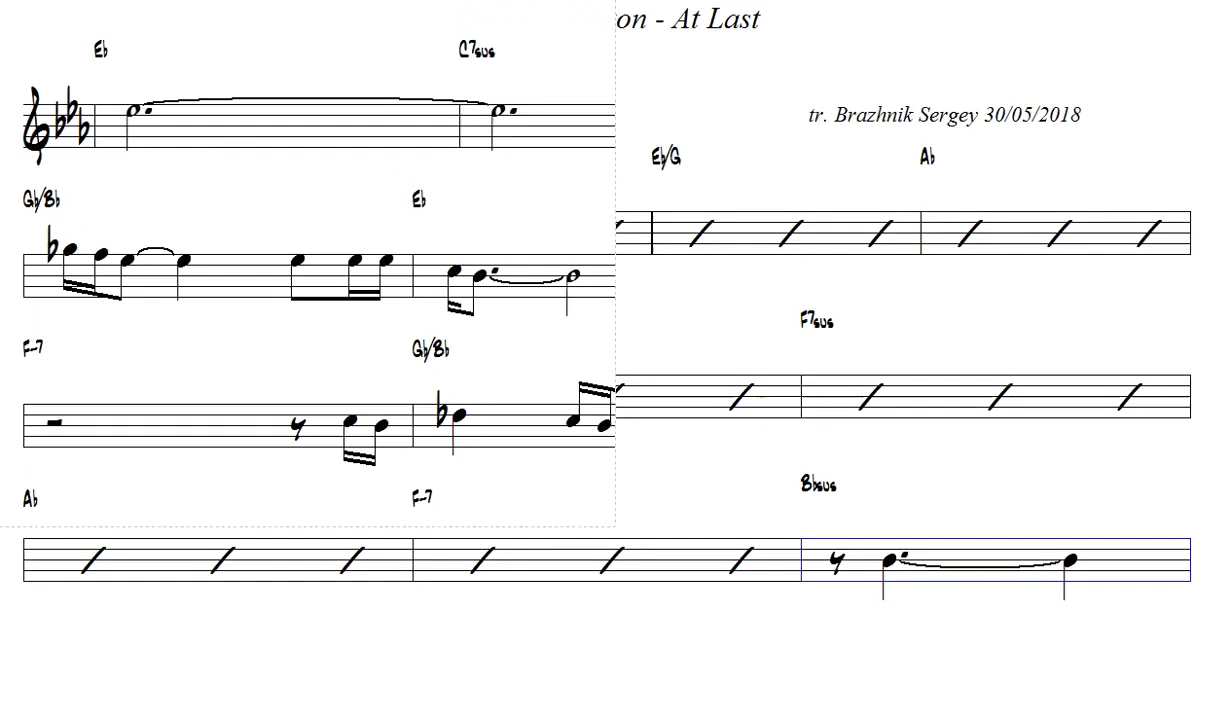 on - At Last
Eb C7sus
tr. Brazhnik Sergey 30/05/2018
Eb/G Ab
Gb/Bb Eb
F7sus
F-7 Gb/Bb
Bbsus
Ab F-7